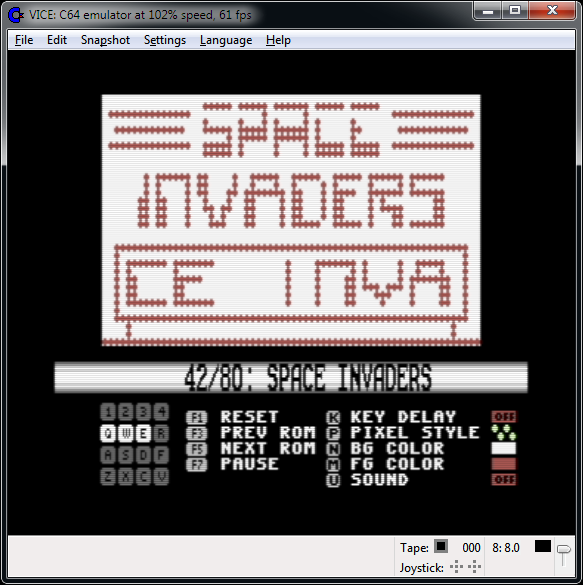 VICE: C64 emulator at 102% speed, 61 fps
File Edit Snapshot Settings Language Help
SPACE
INVADERS
CE INVA
42/80: SPACE INVADERS
1 2 3 4 F1 RESET K KEY DELAY OFF
Q W E R F3 PREV ROM P PIXEL STYLE
A S D F F5 NEXT ROM N BG COLOR
Z X C V F7 PAUSE M FG COLOR
U SOUND OFF
Tape: 000 8: 8.0
Joystick: